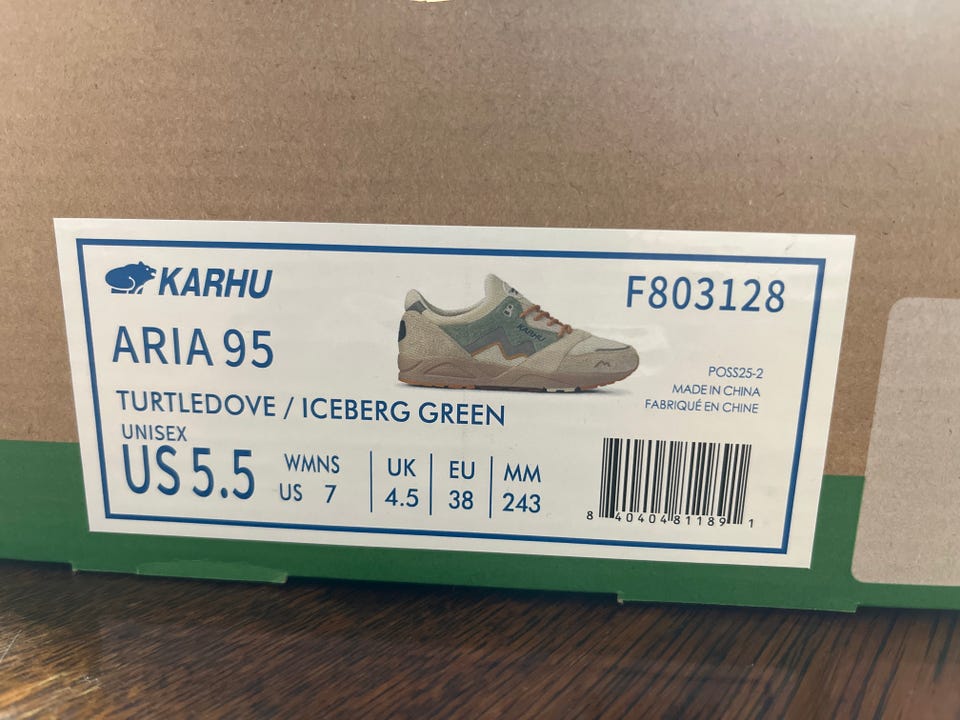 KARHU
F803128
ARIA 95
KARHU
TURTLEDOVE / ICEBERG GREEN
POSS25-2
MADE IN CHINA
FABRIQUÉ EN CHINE
UNISEX
US 5.5
WMNS
US 7
UK
4.5
EU
38
MM
243
8 40404 81189 1